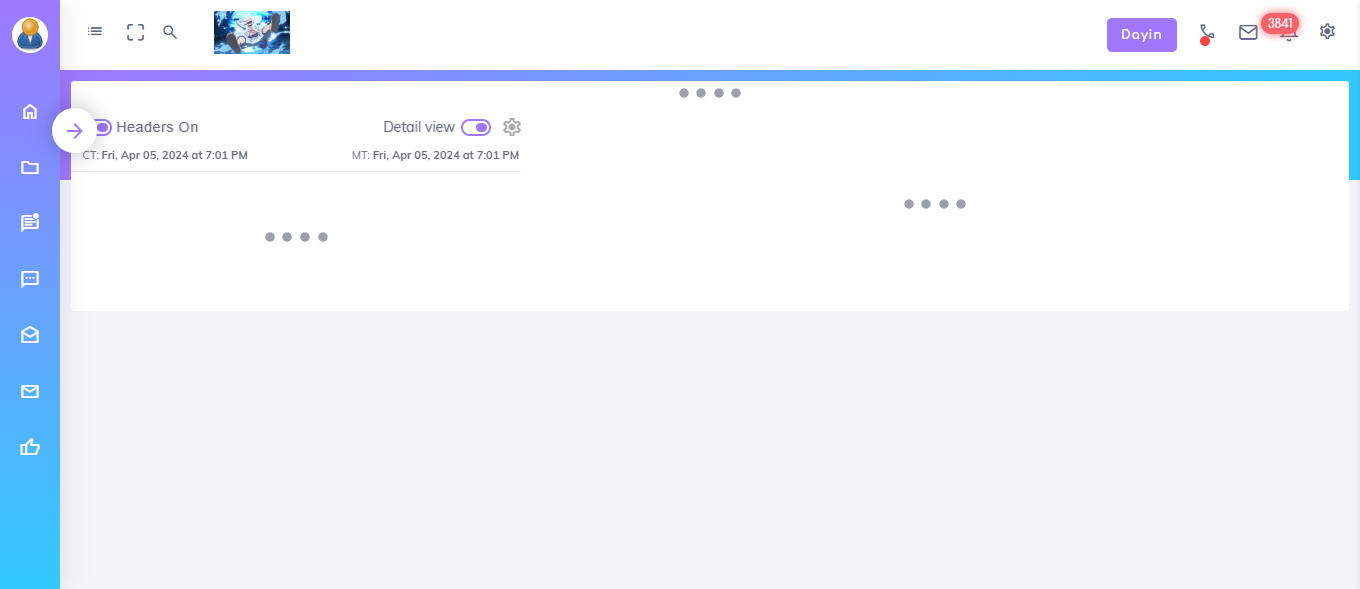 Dayin
3841
Headers On
Detail view
CT: Fri, Apr 05, 2024 at 7:01 PM
MT: Fri, Apr 05, 2024 at 7:01 PM